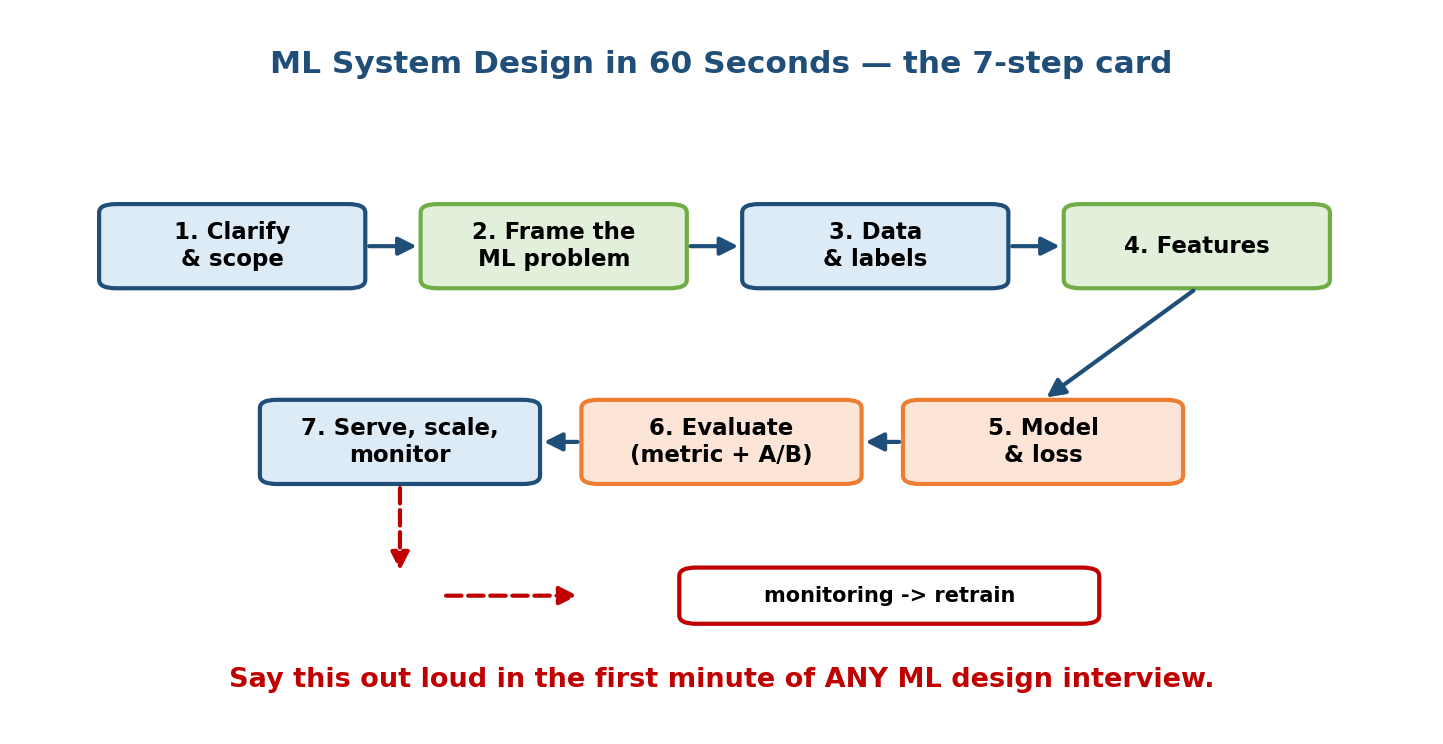 ML System Design in 60 Seconds — the 7-step card
1. Clarify
& scope
2. Frame the
ML problem
3. Data
& labels
4. Features
5. Model
& loss
6. Evaluate
(metric + A/B)
7. Serve, scale,
monitor
monitoring -> retrain
Say this out loud in the first minute of ANY ML design interview.